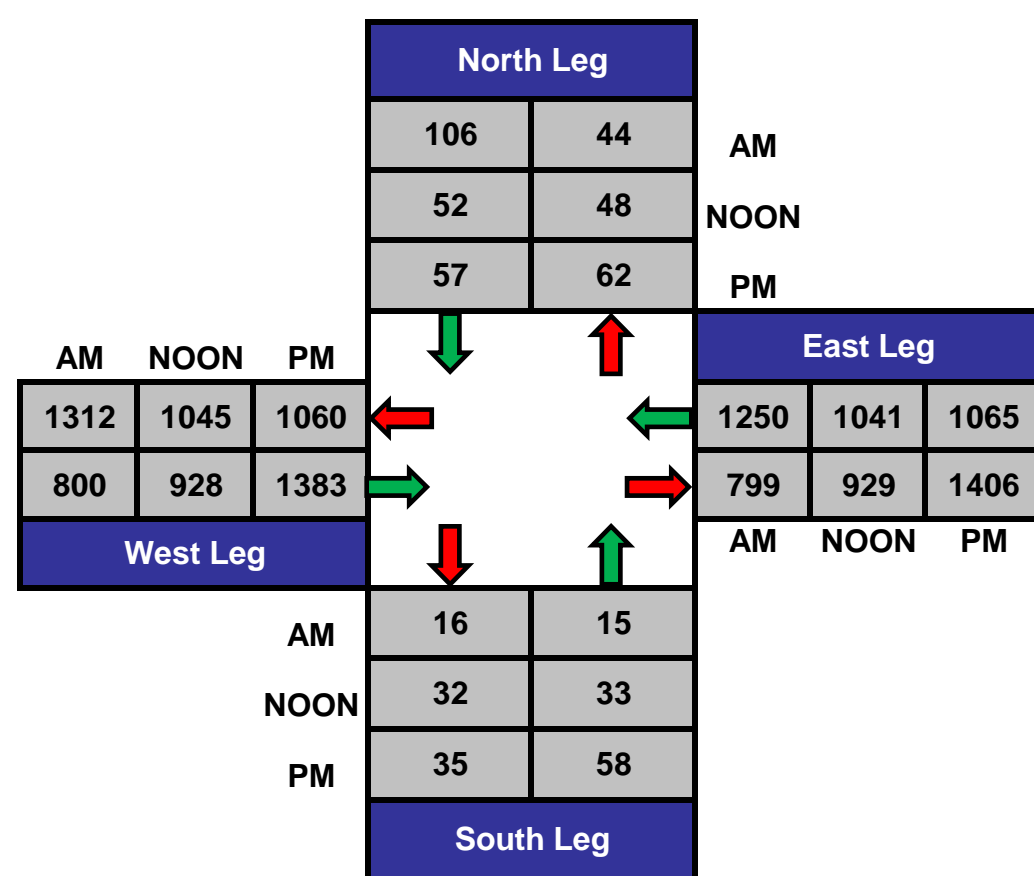 North Leg
106 44 AM
52 48 NOON
57 62 PM
AM NOON PM
East Leg
1312 1045 1060
1250 1041 1065
800 928 1383
799 929 1406
West Leg
AM NOON PM
AM 16 15
NOON 32 33
PM 35 58
South Leg